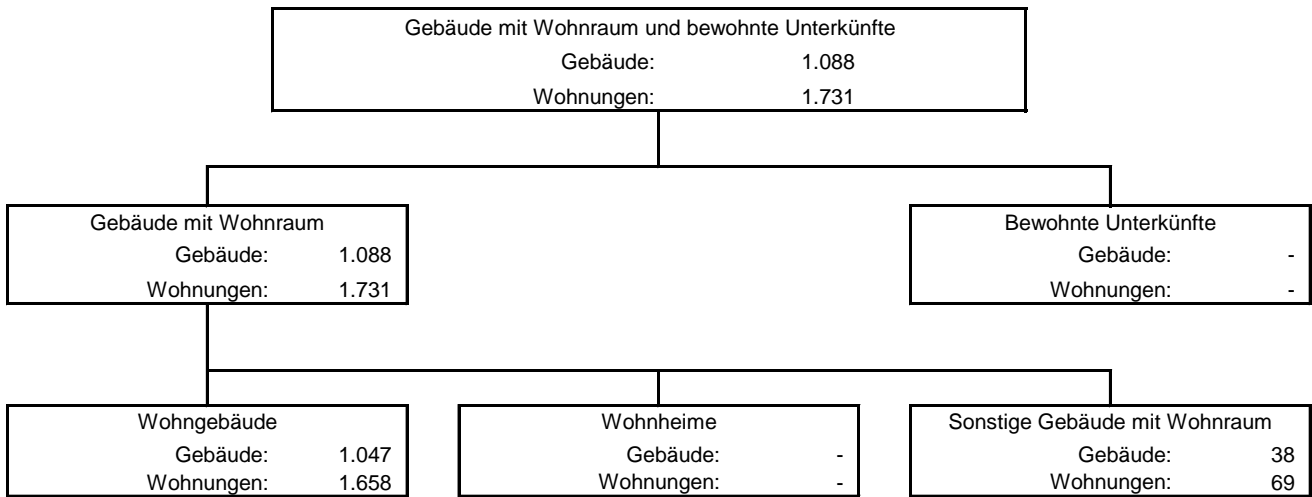 Gebäude mit Wohnraum und bewohnte Unterkünfte
Gebäude: 1.088
Wohnungen: 1.731
Gebäude mit Wohnraum
Gebäude: 1.088
Wohnungen: 1.731
Bewohnte Unterkünfte
Gebäude: -
Wohnungen: -
Wohngebäude
Gebäude: 1.047
Wohnungen: 1.658
Wohnheime
Gebäude: -
Wohnungen: -
Sonstige Gebäude mit Wohnraum
Gebäude: 38
Wohnungen: 69